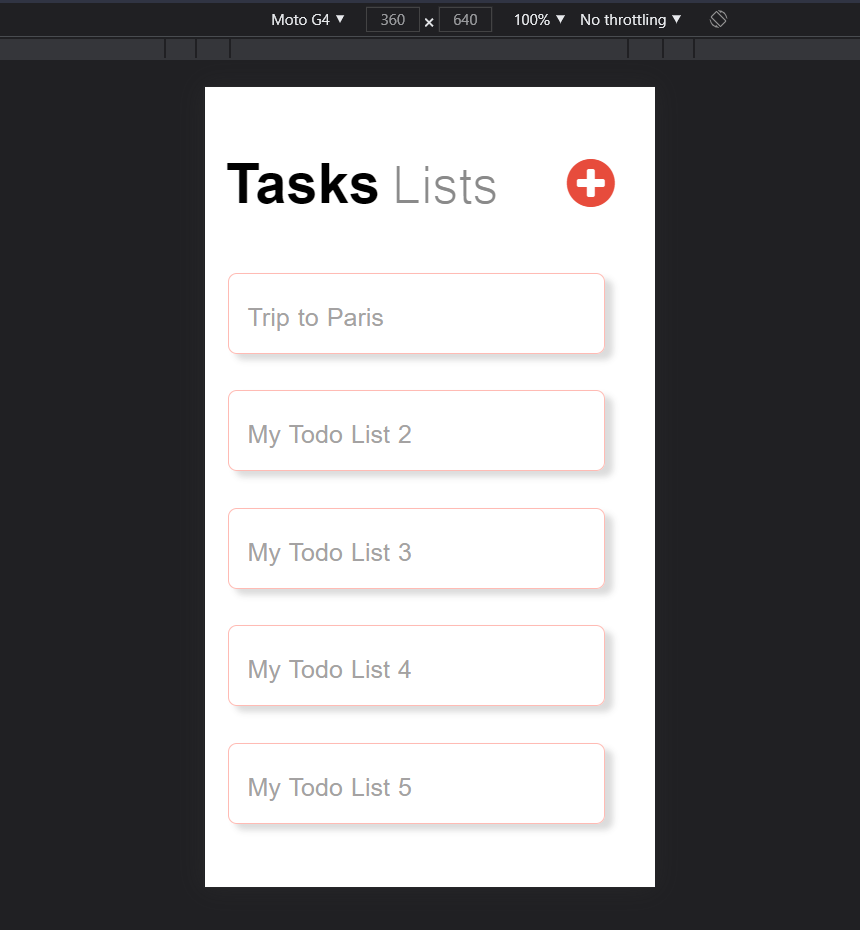 Moto G4 ▼ 360 × 640 100% ▼ No throttling ▼
Tasks Lists
Trip to Paris
My Todo List 2
My Todo List 3
My Todo List 4
My Todo List 5